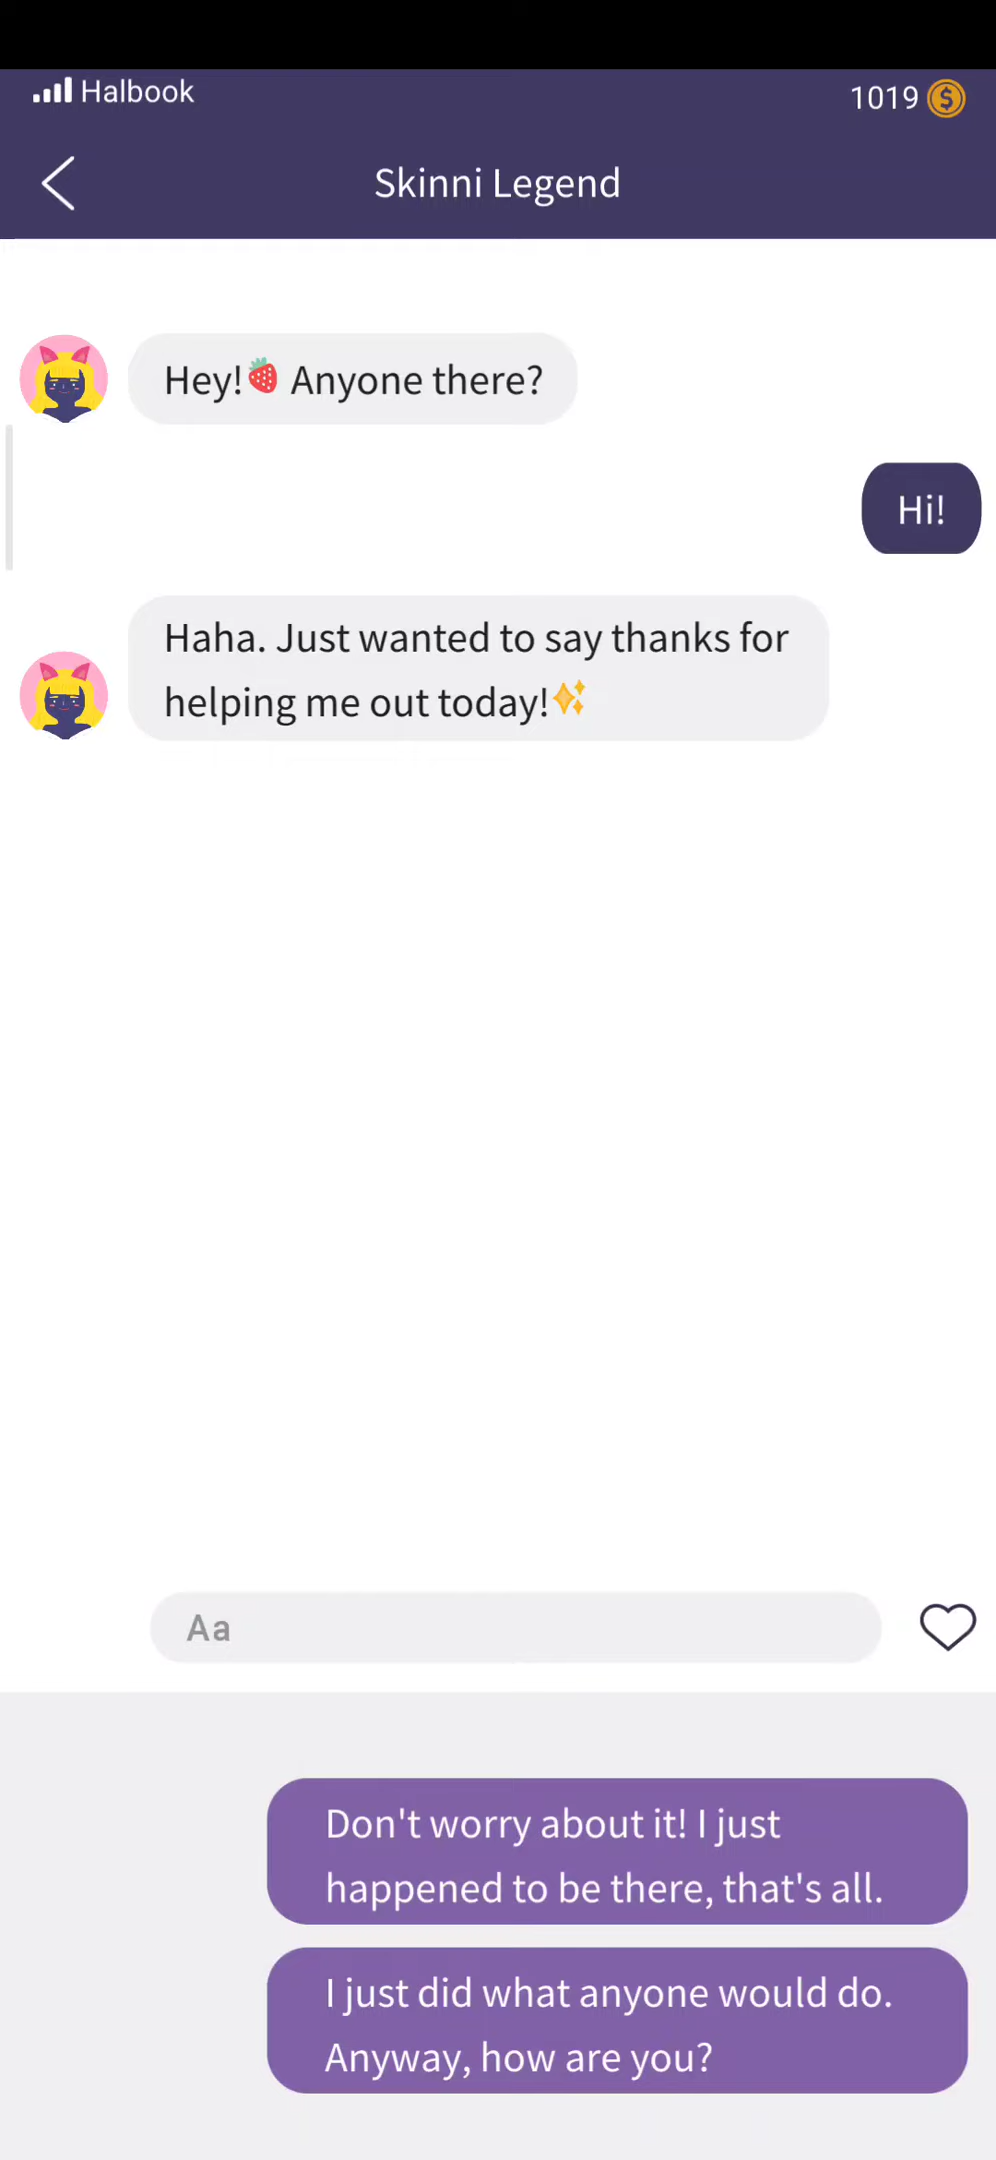 Halbook
1019
Skinni Legend
Hey!🍓 Anyone there?
Hi!
Haha. Just wanted to say thanks for
helping me out today!✨
Aa
Don't worry about it! I just
happened to be there, that's all.
I just did what anyone would do.
Anyway, how are you?